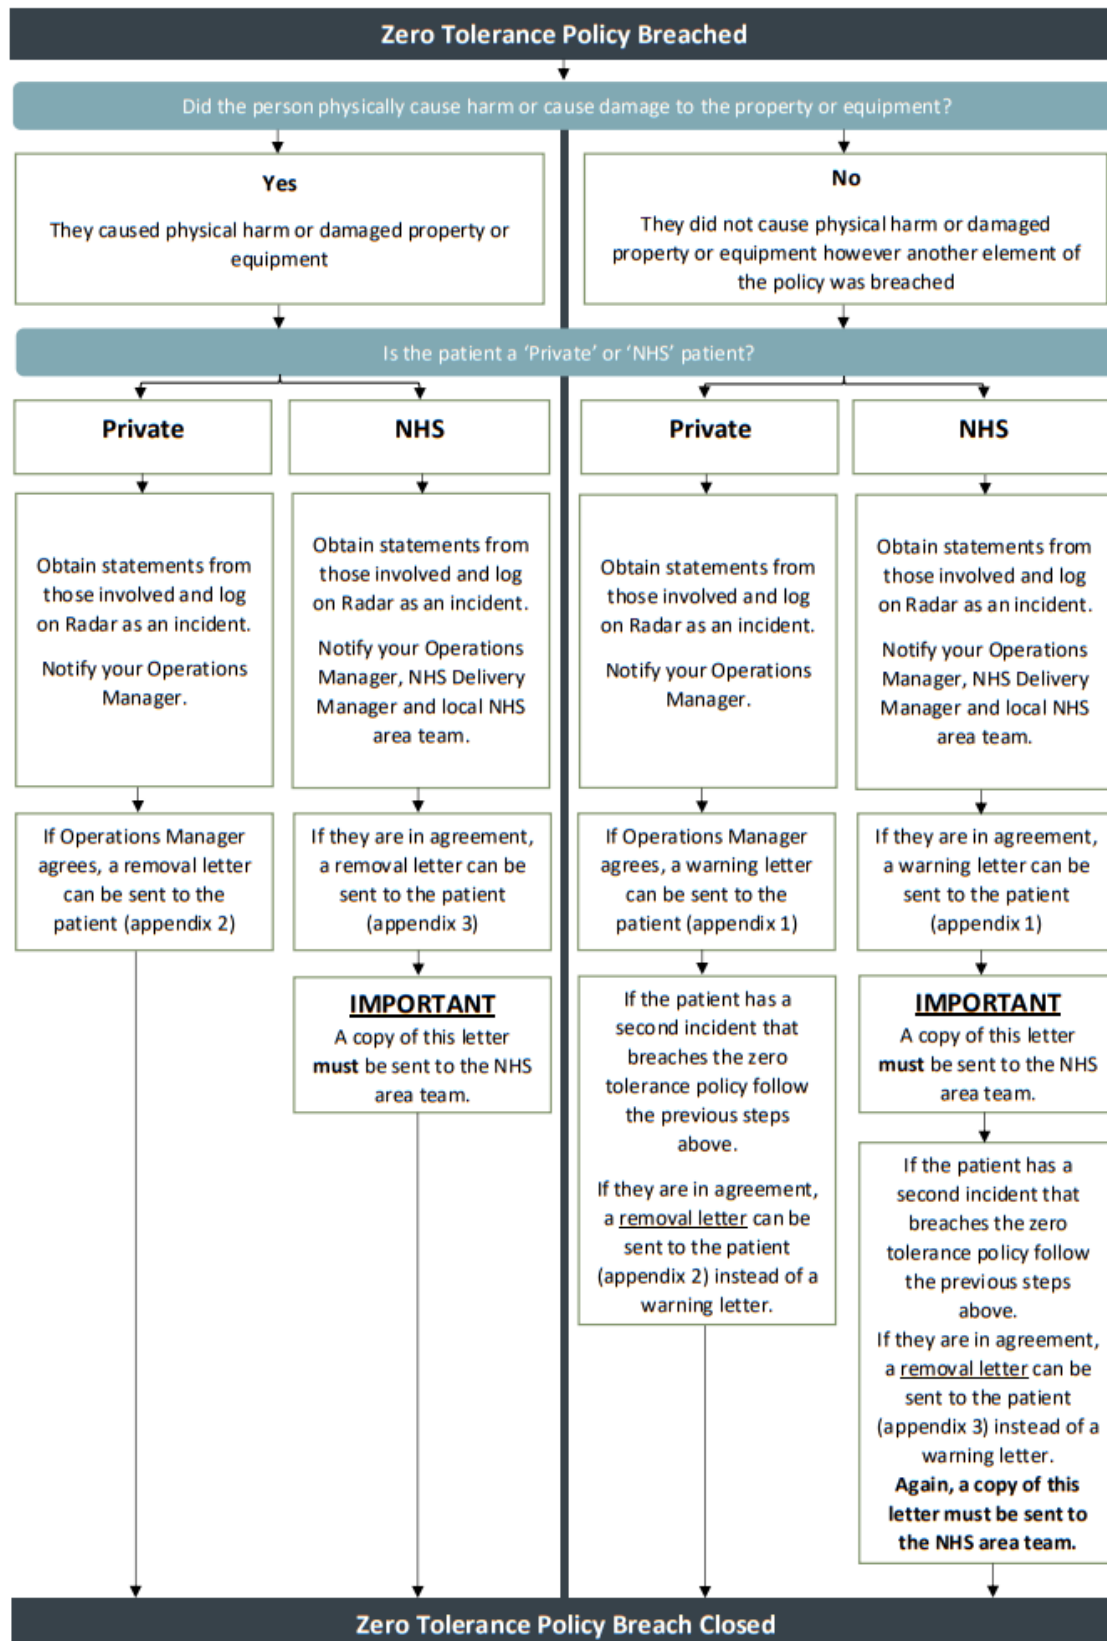 Zero Tolerance Policy Breached
Did the person physically cause harm or cause damage to the property or equipment?
Yes
They caused physical harm or damaged property or
equipment
No
They did not cause physical harm or damaged
property or equipment however another element of
the policy was breached
Is the patient a ‘Private’ or ‘NHS’ patient?
Private
NHS
Private
NHS
Obtain statements from
those involved and log
on Radar as an incident.
Notify your Operations
Manager.
Obtain statements from
those involved and log
on Radar as an incident.
Notify your Operations
Manager, NHS Delivery
Manager and local NHS
area team.
Obtain statements from
those involved and log
on Radar as an incident.
Notify your Operations
Manager.
Obtain statements from
those involved and log
on Radar as an incident.
Notify your Operations
Manager, NHS Delivery
Manager and local NHS
area team.
If Operations Manager
agrees, a removal letter
can be sent to the
patient (appendix 2)
If they are in agreement,
a removal letter can be
sent to the patient
(appendix 3)
If Operations Manager
agrees, a warning letter
can be sent to the
patient (appendix 1)
If they are in agreement,
a warning letter can be
sent to the patient
(appendix 1)
IMPORTANT
A copy of this letter
must be sent to the NHS
area team.
If the patient has a
second incident that
breaches the zero
tolerance policy follow
the previous steps
above.
If they are in agreement,
a removal letter can be
sent to the patient
(appendix 2) instead of a
warning letter.
IMPORTANT
A copy of this letter
must be sent to the NHS
area team.
If the patient has a
second incident that
breaches the zero
tolerance policy follow
the previous steps
above.
If they are in agreement,
a removal letter can be
sent to the patient
(appendix 3) instead of a
warning letter.
Again, a copy of this
letter must be sent to
the NHS area team.
Zero Tolerance Policy Breach Closed